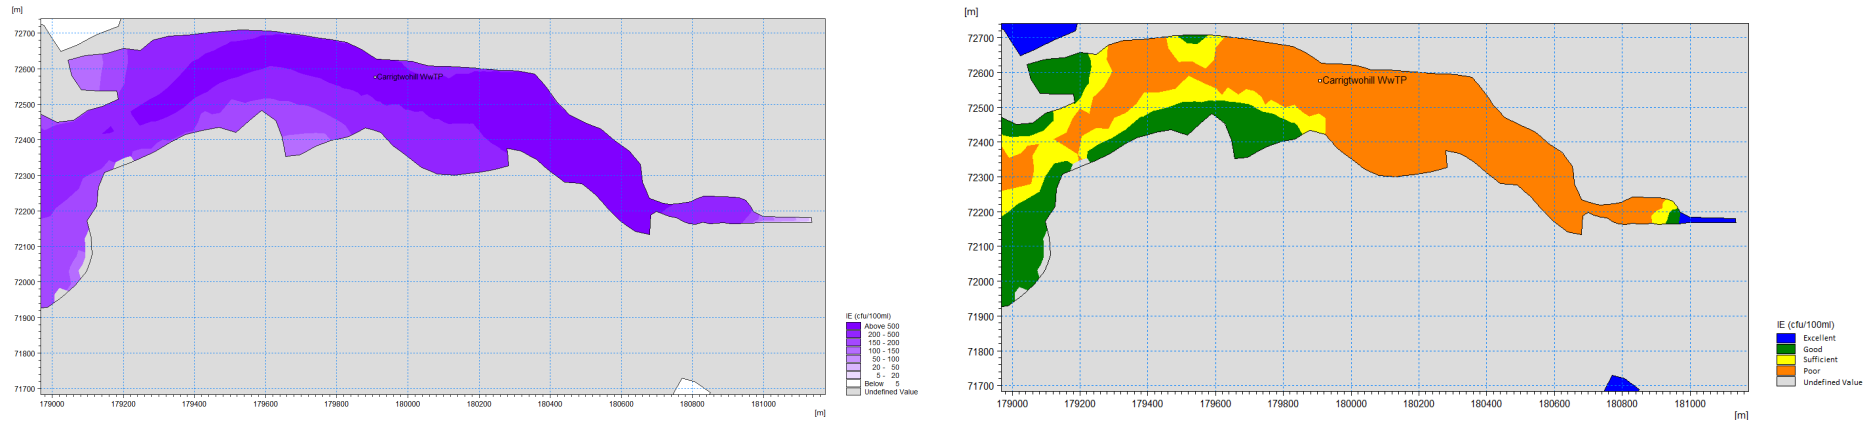 [m]
72700
72600
72500
72400
72300
72200
72100
72000
71900
71800
71700
Carrigtwohill WwTP
179000 179200 179400 179600 179800 180000 180200 180400 180600 180800 181000
[m]
IE (cfu/100ml)
Above 500
200 - 500
150 - 200
100 - 150
50 - 100
20 - 50
5 - 20
Below 5
Undefined Value
[m]
72700
72600
72500
72400
72300
72200
72100
72000
71900
71800
71700
Carrigtwohill WwTP
179000 179200 179400 179600 179800 180000 180200 180400 180600 180800 181000
[m]
IE (cfu/100ml)
Excellent
Good
Sufficient
Poor
Undefined Value